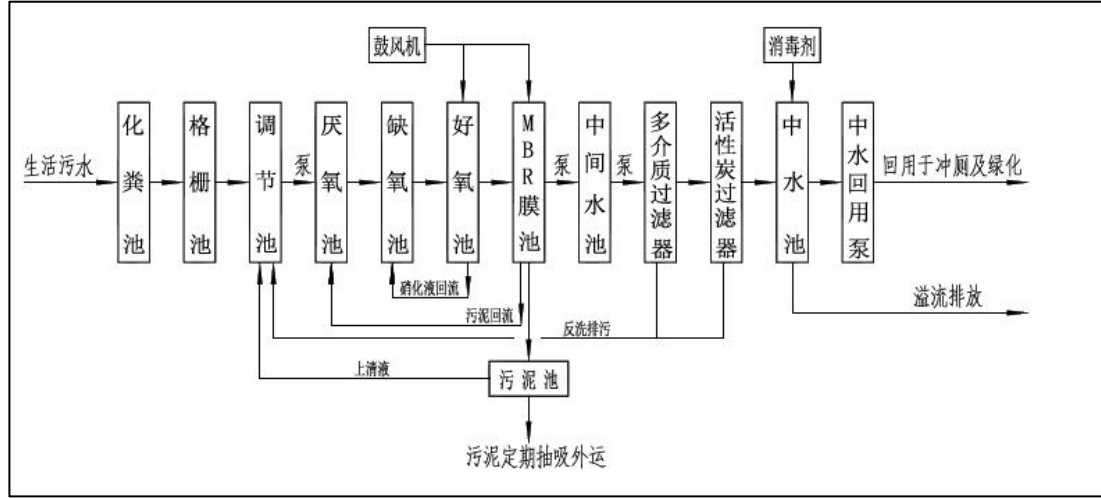 鼓风机
消毒剂
生活污水
化粪池
格栅池
调节池
泵
厌氧池
缺氧池
好氧池
MBR膜池
泵
中间水池
泵
多介质过滤器
活性炭过滤器
中水池
中水回用泵
回用于冲厕及绿化
硝化液回流
溢流排放
污泥回流
反洗排污
上清液
污泥池
污泥定期抽吸外运